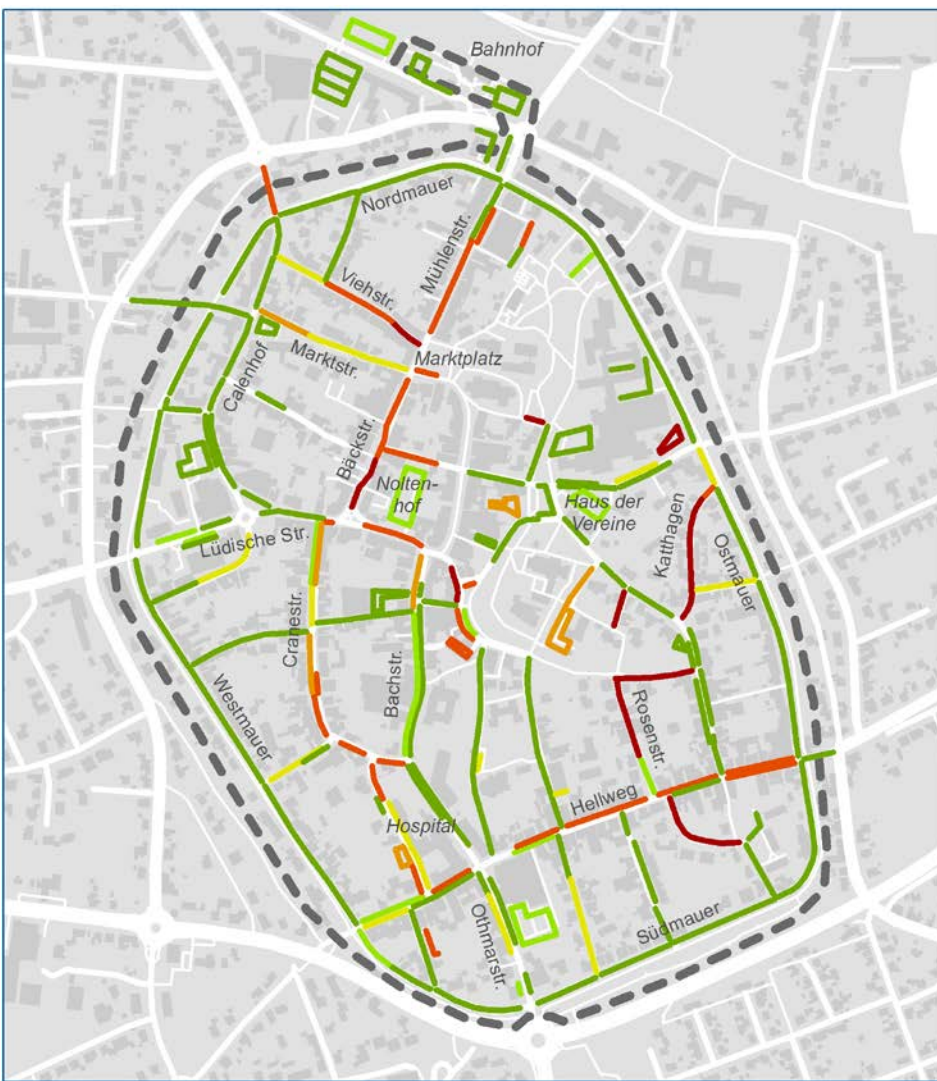 Bahnhof
Nordmauer
Mühlenstr.
Viehstr.
Marktplatz
Marktstr.
Calenhof
Bäckstr.
Nolten-
hof
Haus der
Vereine
Katthagen
Ostmauer
Lüdische Str.
Cranestr.
Bachstr.
Westmauer
Rosenstr.
Hellweg
Hospital
Othmarstr.
Südmauer